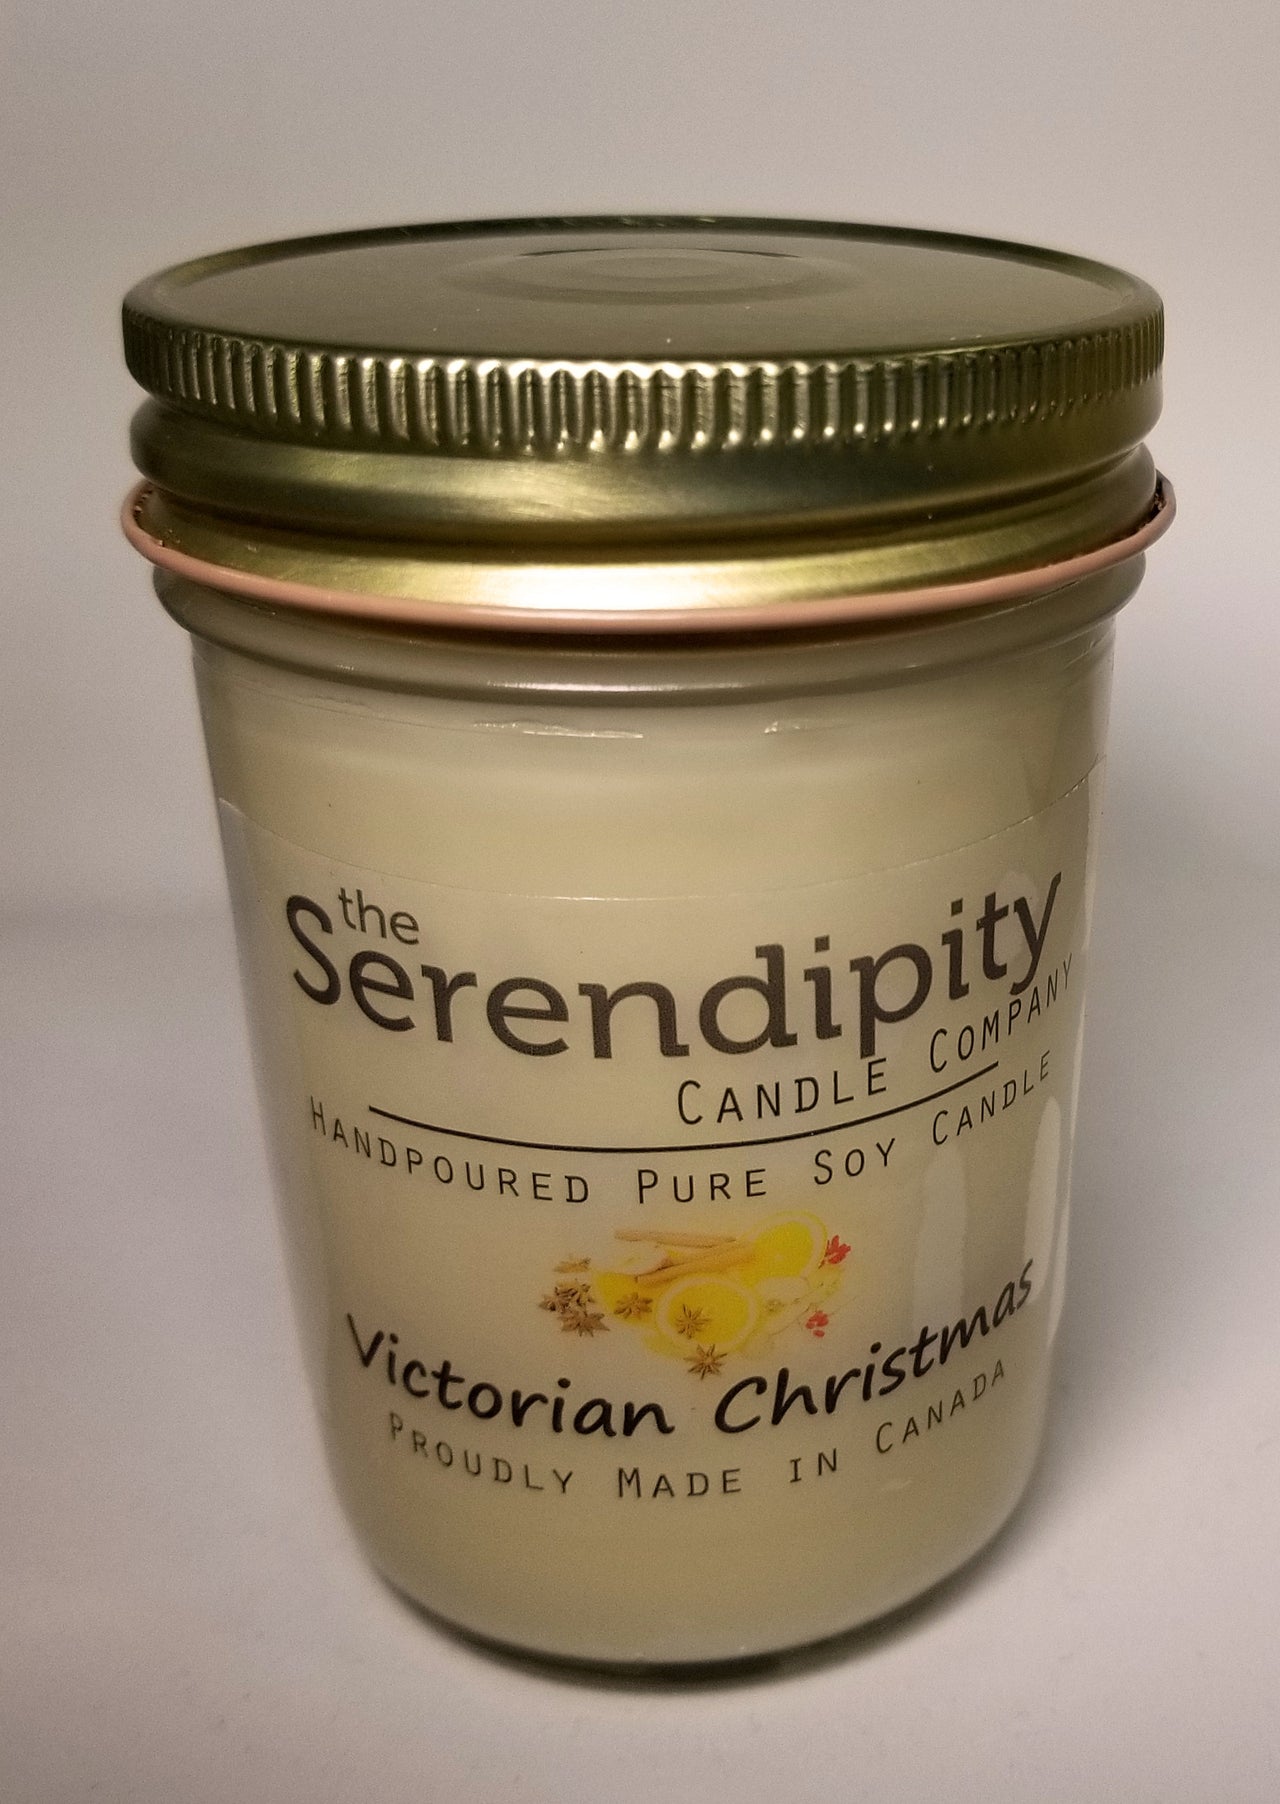 the
Serendipity
CANDLE COMPANY
HANDPOURED PURE SOY CANDLE
Victorian Christmas
PROUDLY MADE IN CANADA